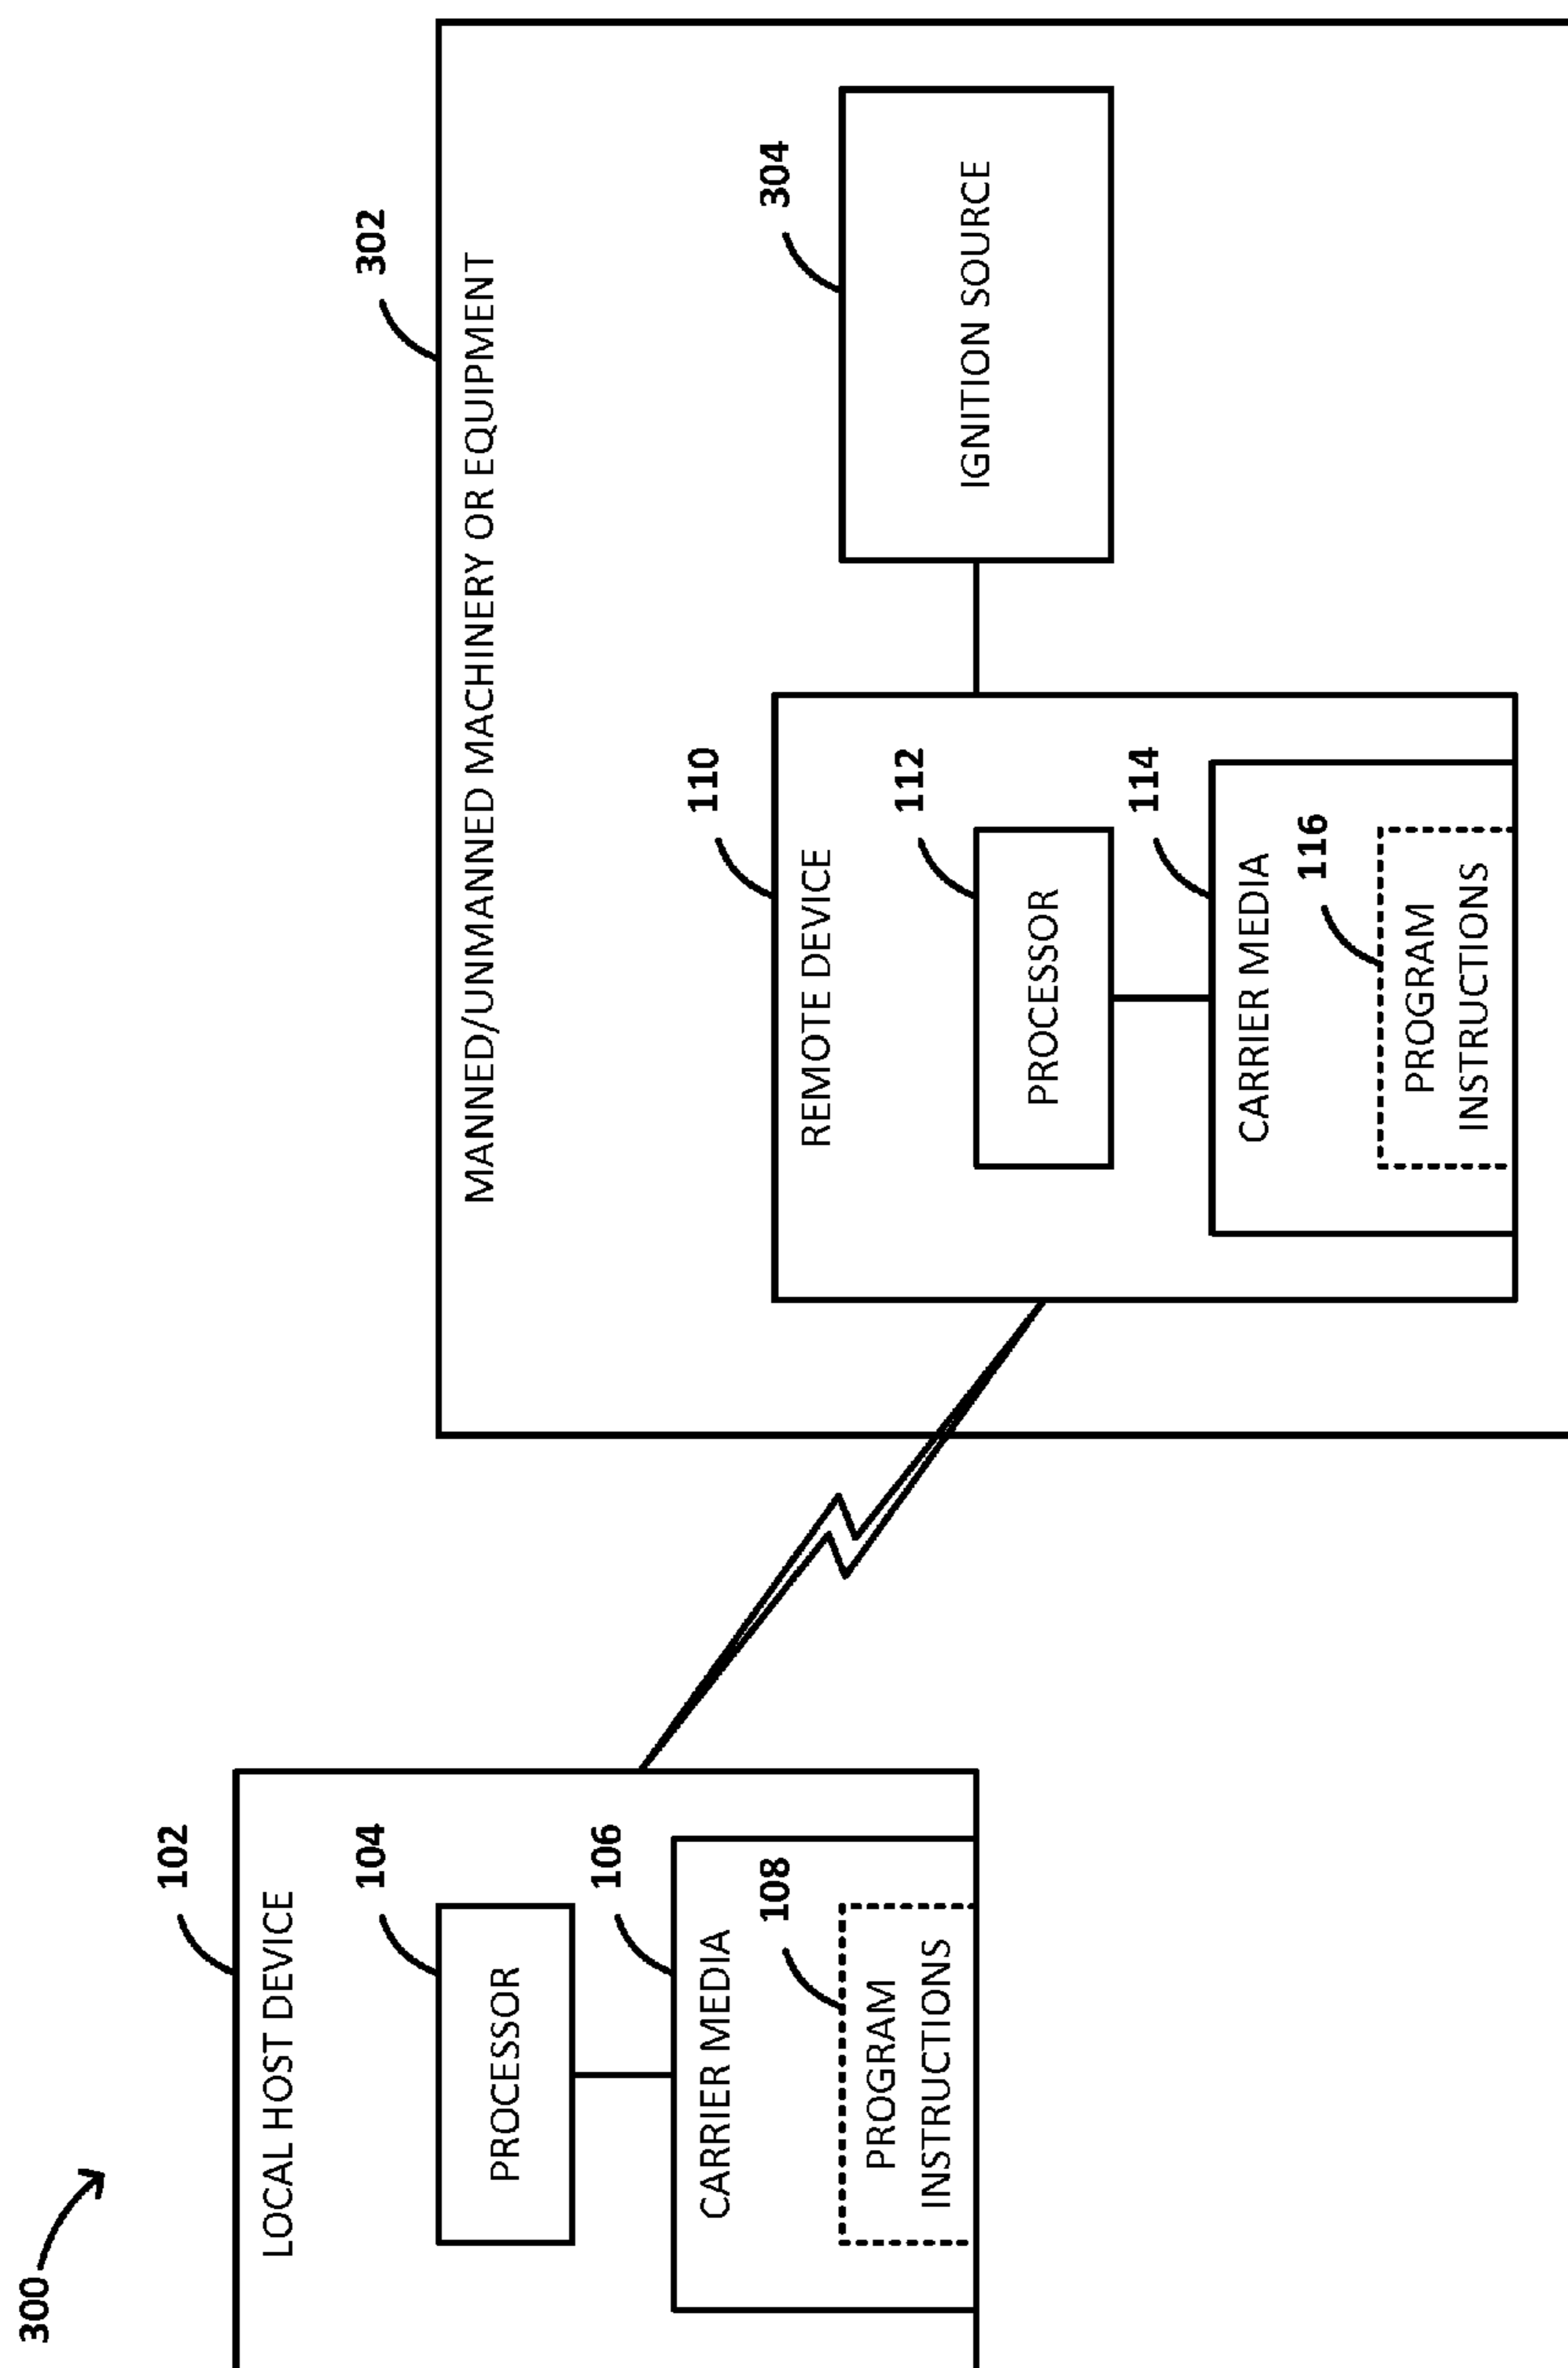 300
102
LOCAL HOST DEVICE
104
PROCESSOR
106
CARRIER MEDIA
108
PROGRAM
INSTRUCTIONS
302
MANNED/UNMANNED MACHINERY OR EQUIPMENT
110
REMOTE DEVICE
112
PROCESSOR
114
CARRIER MEDIA
116
PROGRAM
INSTRUCTIONS
304
IGNITION SOURCE